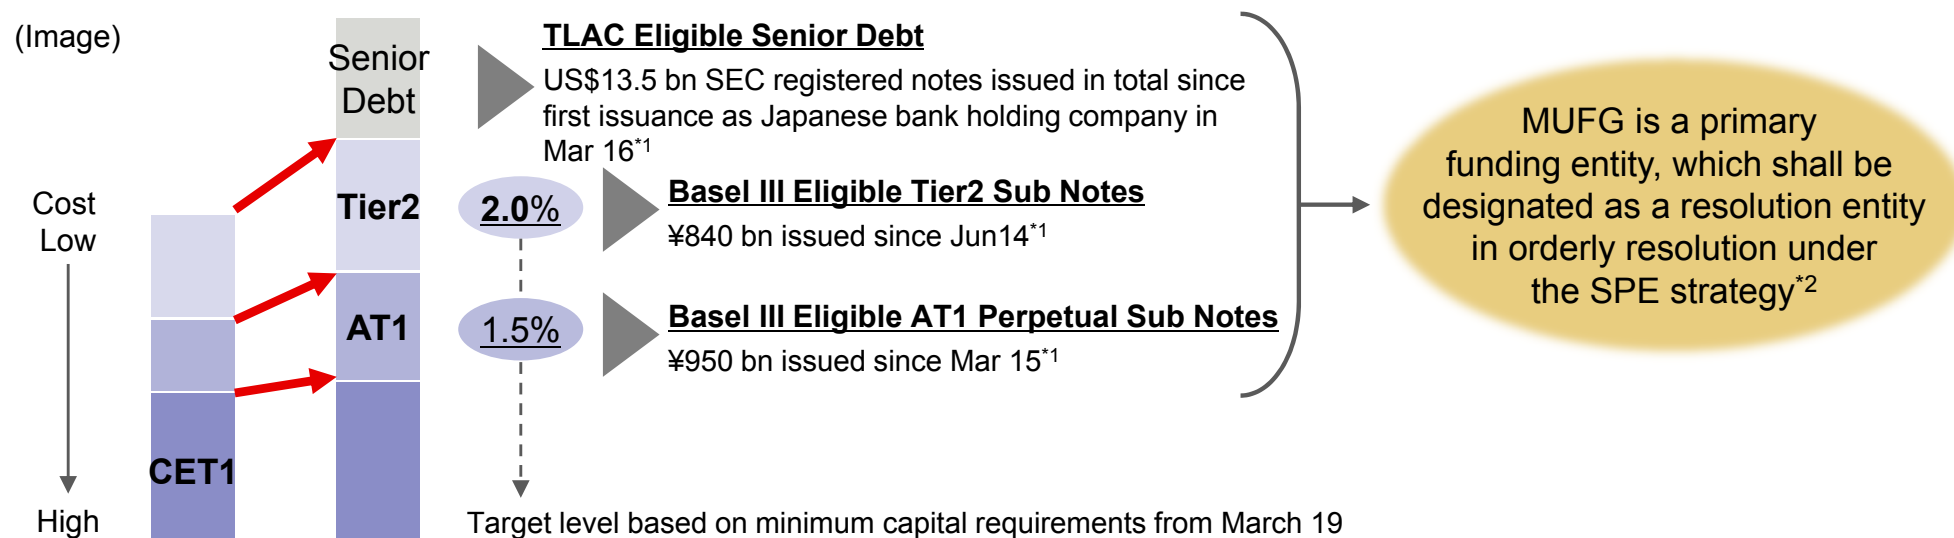 (Image)
Cost
Low
High
CET1
Senior
Debt
Tier2
AT1
TLAC Eligible Senior Debt
US$13.5 bn SEC registered notes issued in total since
first issuance as Japanese bank holding company in
Mar 16*1
2.0%
Basel III Eligible Tier2 Sub Notes
¥840 bn issued since Jun14*1
1.5%
Basel III Eligible AT1 Perpetual Sub Notes
¥950 bn issued since Mar 15*1
Target level based on minimum capital requirements from March 19
MUFG is a primary
funding entity, which shall be
designated as a resolution entity
in orderly resolution under
the SPE strategy*2